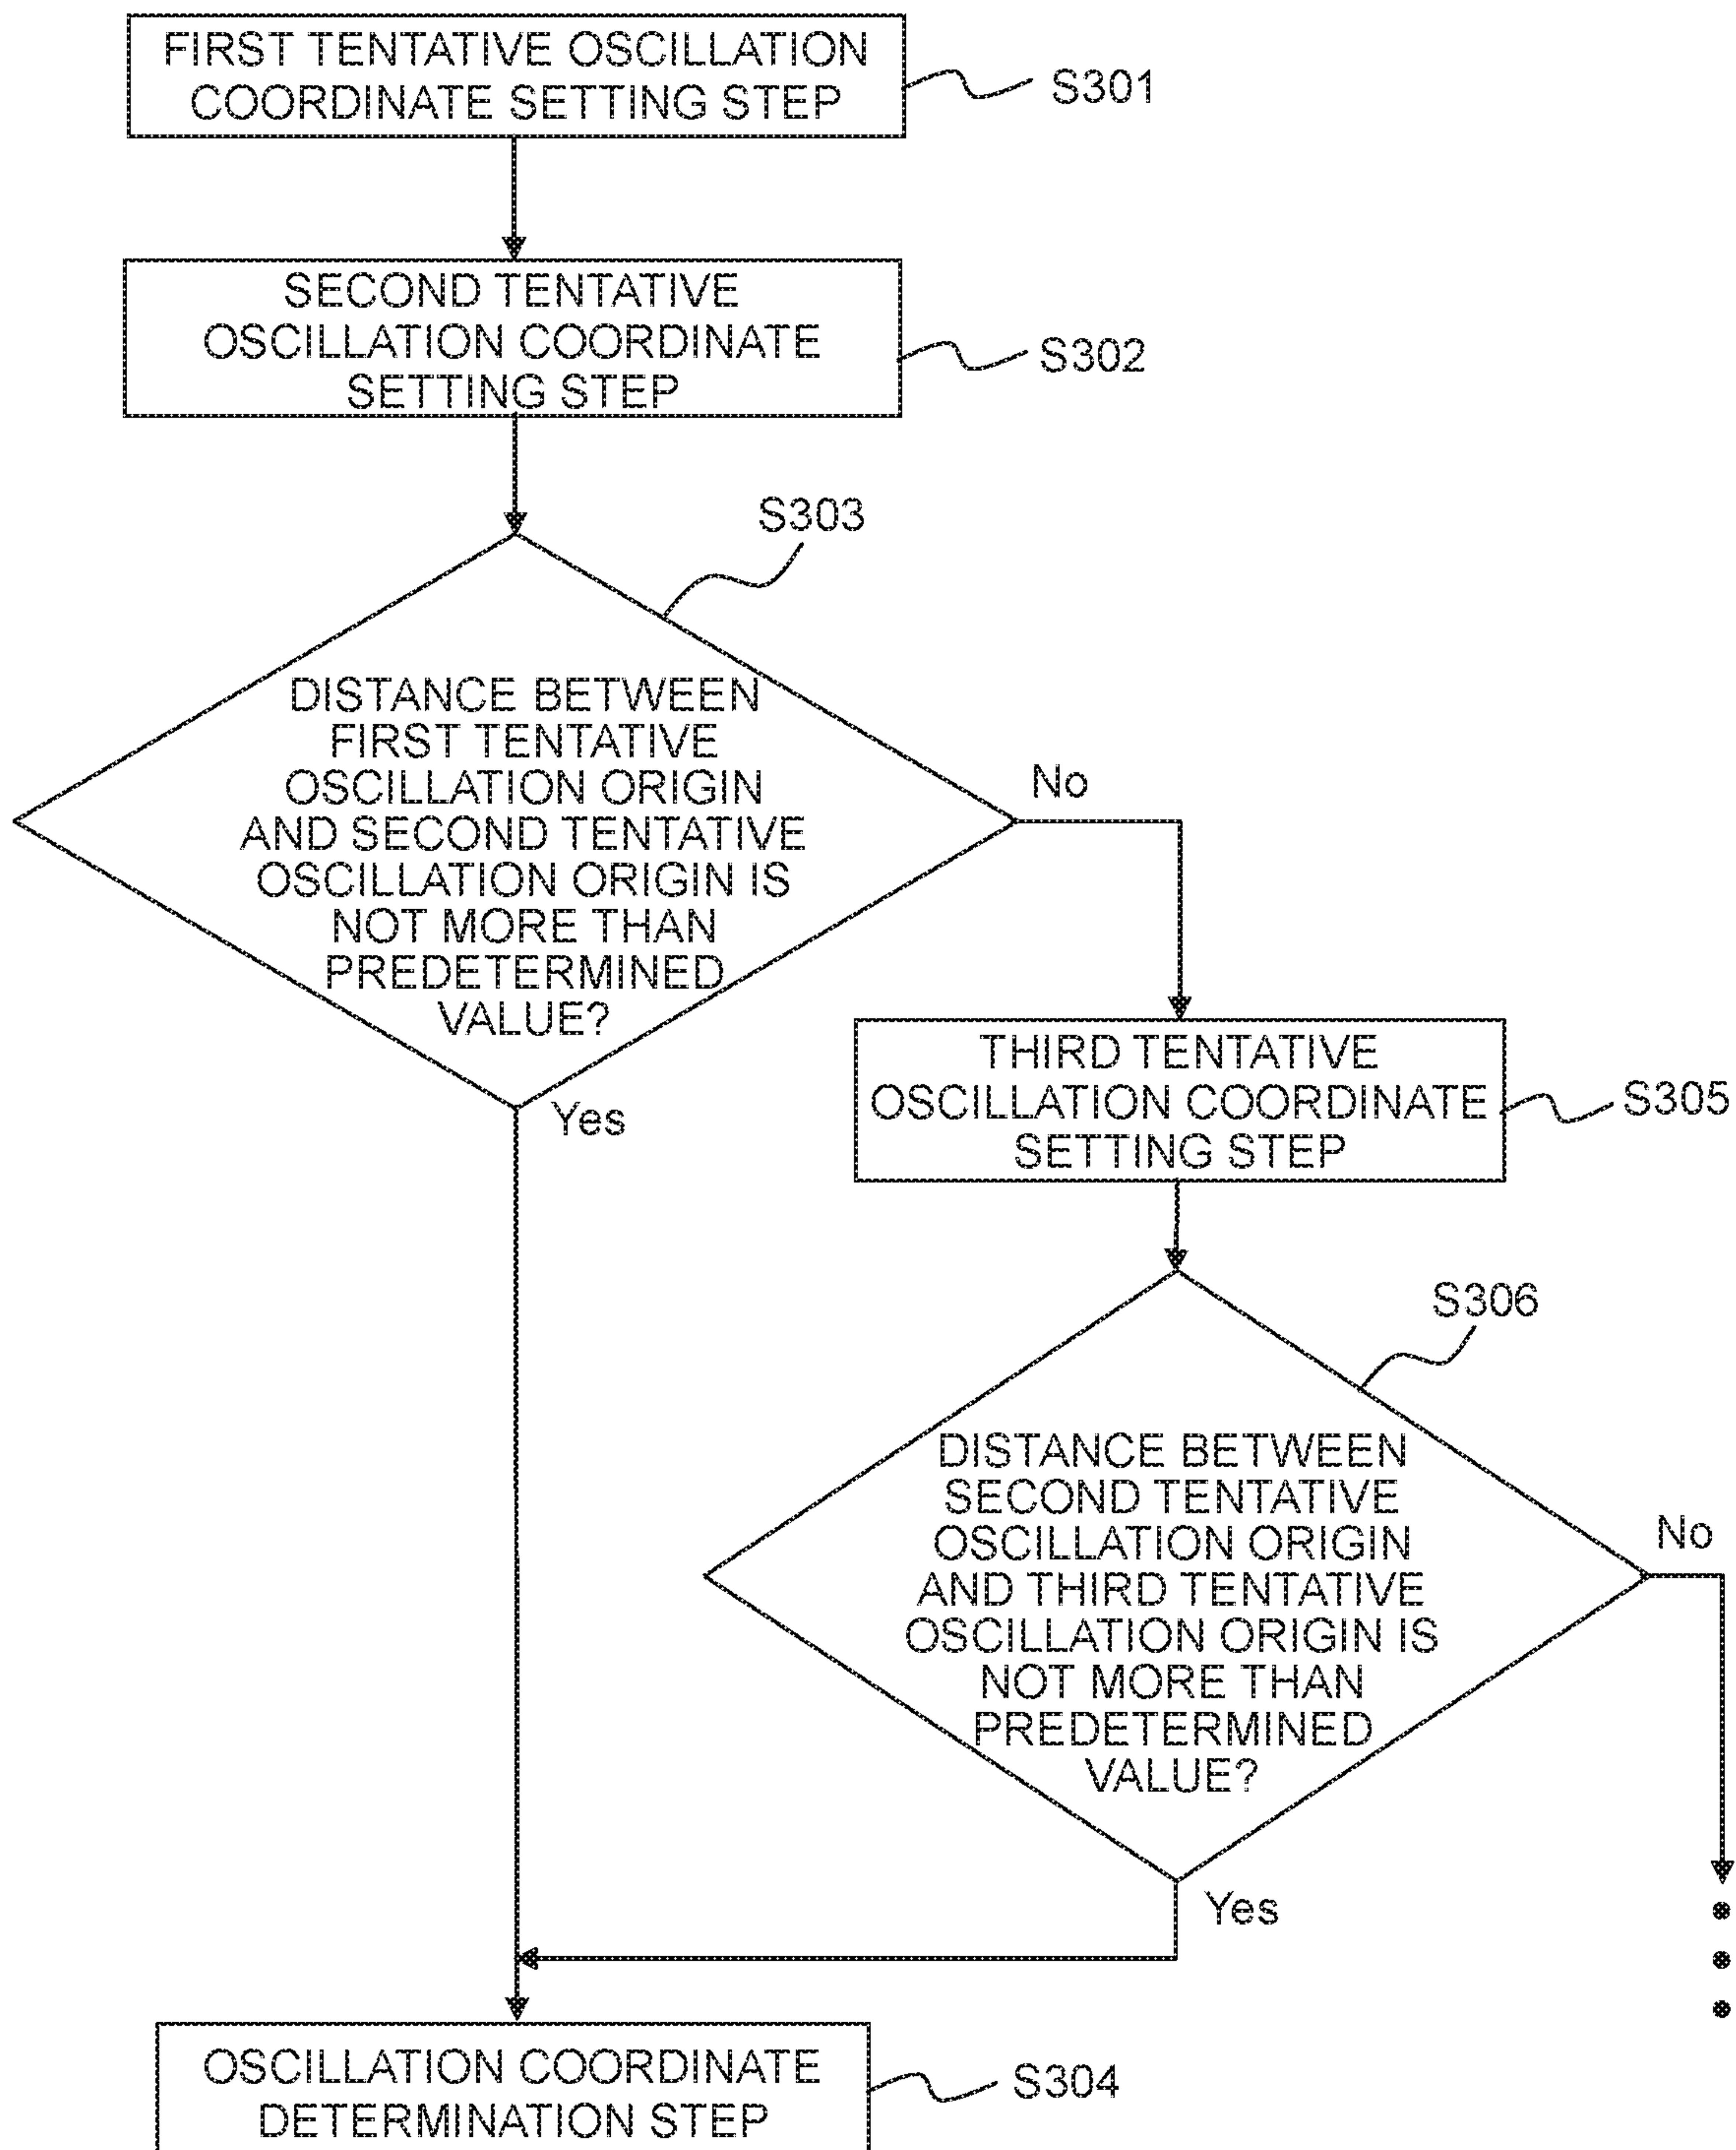 FIRST TENTATIVE OSCILLATION
COORDINATE SETTING STEP
S301
SECOND TENTATIVE
OSCILLATION COORDINATE
SETTING STEP
S302
S303
DISTANCE BETWEEN
FIRST TENTATIVE
OSCILLATION ORIGIN
AND SECOND TENTATIVE
OSCILLATION ORIGIN IS
NOT MORE THAN
PREDETERMINED
VALUE?
No
Yes
THIRD TENTATIVE
OSCILLATION COORDINATE
SETTING STEP
S305
S306
DISTANCE BETWEEN
SECOND TENTATIVE
OSCILLATION ORIGIN
AND THIRD TENTATIVE
OSCILLATION ORIGIN IS
NOT MORE THAN
PREDETERMINED
VALUE?
No
Yes
OSCILLATION COORDINATE
DETERMINATION STEP
S304